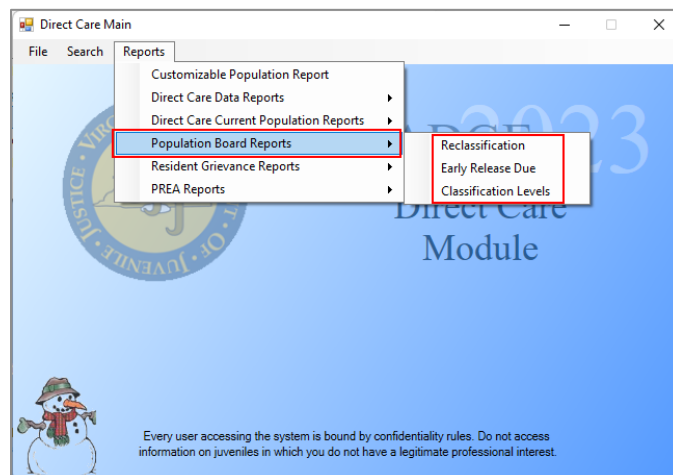 Direct Care Main
File Search Reports
Customizable Population Report
Direct Care Data Reports
Direct Care Current Population Reports
Population Board Reports
Resident Grievance Reports
PREA Reports
Reclassification
Early Release Due
Classification Levels
2023
Direct Care
Module
Every user accessing the system is bound by confidentiality rules. Do not access
information on juveniles in which you do not have a legitimate professional interest.